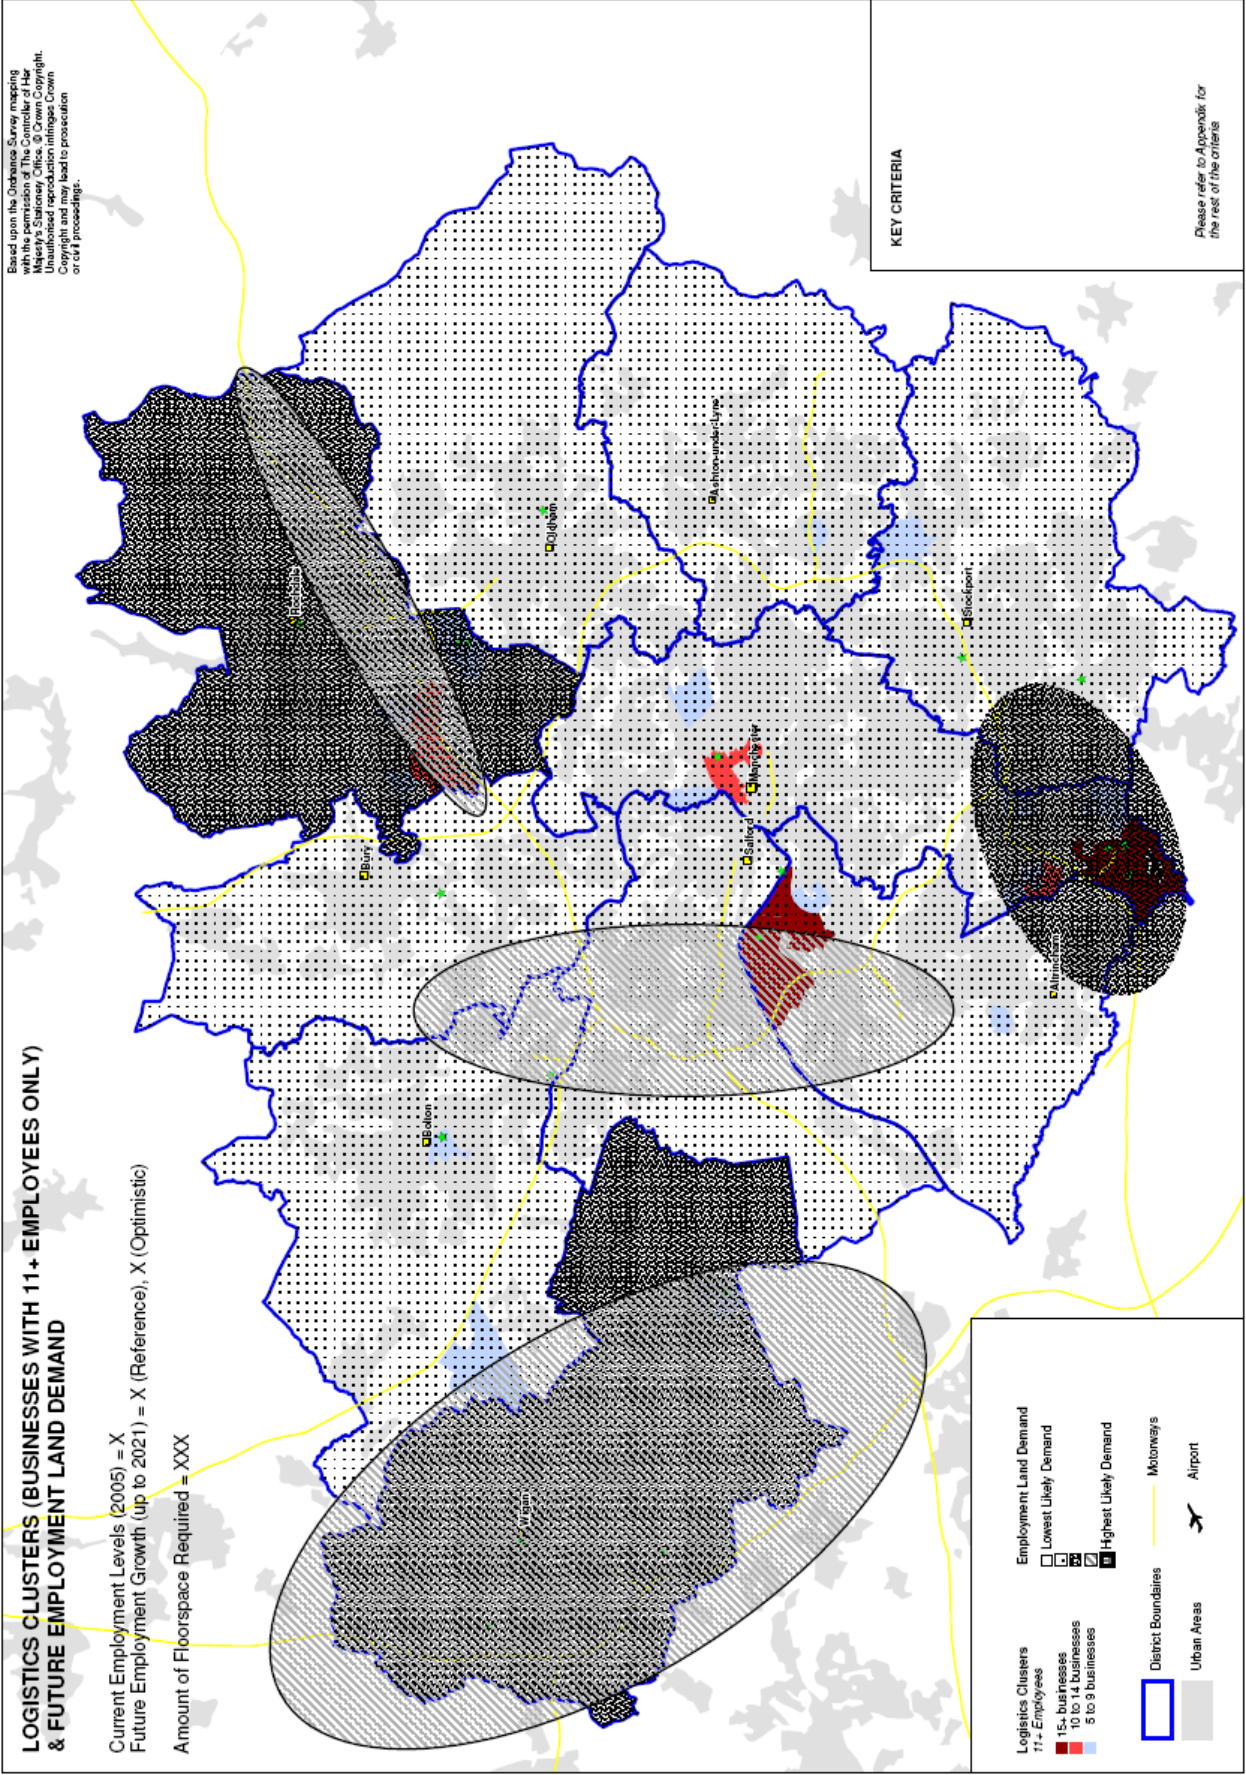 LOGISTICS CLUSTERS (BUSINESSES WITH 11+ EMPLOYEES ONLY)
& FUTURE EMPLOYMENT LAND DEMAND
Current Employment Levels (2005) = X
Future Employment Growth (up to 2021) = X (Reference), X (Optimistic)
Amount of Floorspace Required = XXX
Based upon the Ordnance Survey mapping
with the permission of The Controller of Her
Majesty's Stationery Office. © Crown Copyright.
Unauthorised reproduction infringes Crown
Copyright and may lead to prosecution
or civil proceedings.
Rochdale
Bury
Bolton
Oldham
Wigan
Ashton-under-Lyne
Salford
Manchester
Stockport
Altrincham
Logistics Clusters
11+ Employees
15+ businesses
10 to 14 businesses
5 to 9 businesses
Employment Land Demand
Lowest Likely Demand
Highest Likely Demand
District Boundaires
Motorways
Urban Areas
Airport
KEY CRITERIA
Please refer to Appendix for
the rest of the criteria